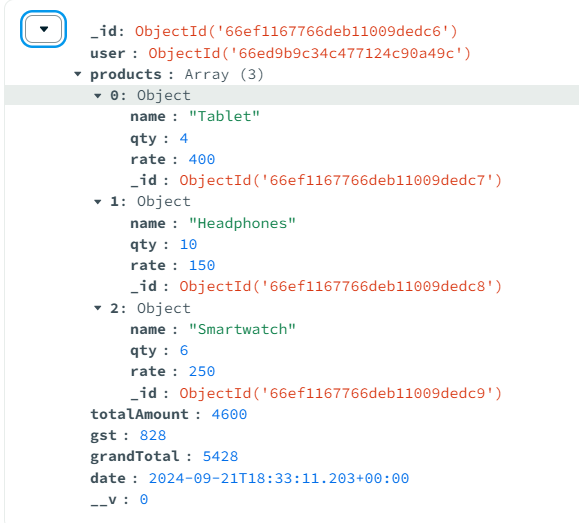 _id: ObjectId('66ef1167766deb11009dedc6')
user : ObjectId('66ed9b9c34c477124c90a49c')
products : Array (3)
0: Object
name : "Tablet"
qty : 4
rate : 400
_id : ObjectId('66ef1167766deb11009dedc7')
1: Object
name : "Headphones"
qty : 10
rate : 150
_id : ObjectId('66ef1167766deb11009dedc8')
2: Object
name : "Smartwatch"
qty : 6
rate : 250
_id : ObjectId('66ef1167766deb11009dedc9')
totalAmount : 4600
gst : 828
grandTotal : 5428
date : 2024-09-21T18:33:11.203+00:00
__v : 0